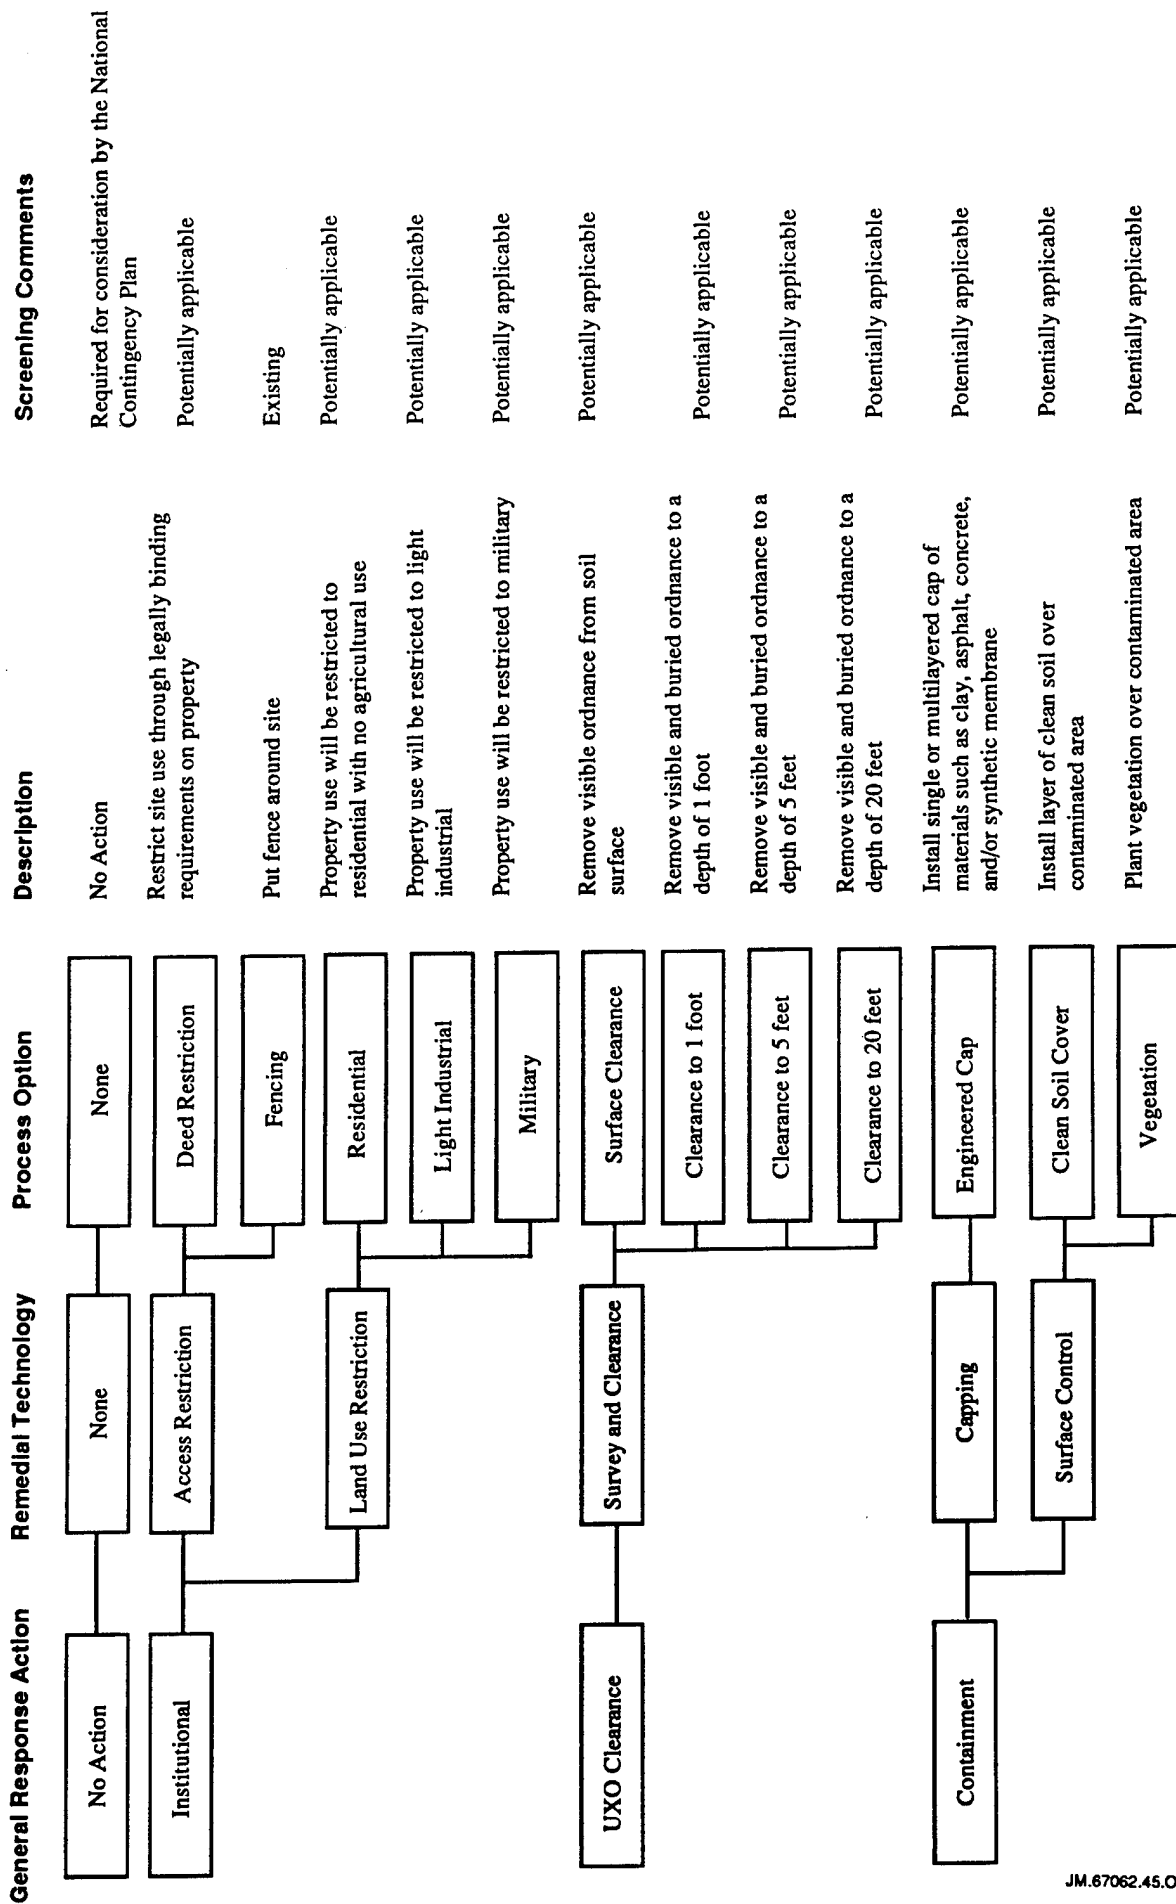 General Response Action
Remedial Technology
Process Option
Description
Screening Comments
No Action
None
None
No Action
Required for consideration by the National
Contingency Plan
Institutional
Access Restriction
Deed Restriction
Restrict site use through legally binding
requirements on property
Potentially applicable
Fencing
Put fence around site
Existing
Land Use Restriction
Residential
Property use will be restricted to
residential with no agricultural use
Potentially applicable
Light Industrial
Property use will be restricted to light
industrial
Potentially applicable
Military
Property use will be restricted to military
Potentially applicable
UXO Clearance
Survey and Clearance
Surface Clearance
Remove visible ordnance from soil
surface
Potentially applicable
Clearance to 1 foot
Remove visible and buried ordnance to a
depth of 1 foot
Potentially applicable
Clearance to 5 feet
Remove visible and buried ordnance to a
depth of 5 feet
Potentially applicable
Clearance to 20 feet
Remove visible and buried ordnance to a
depth of 20 feet
Potentially applicable
Containment
Capping
Engineered Cap
Install single or multilayered cap of
materials such as clay, asphalt, concrete,
and/or synthetic membrane
Potentially applicable
Surface Control
Clean Soil Cover
Install layer of clean soil over
contaminated area
Potentially applicable
Vegetation
Plant vegetation over contaminated area
Potentially applicable